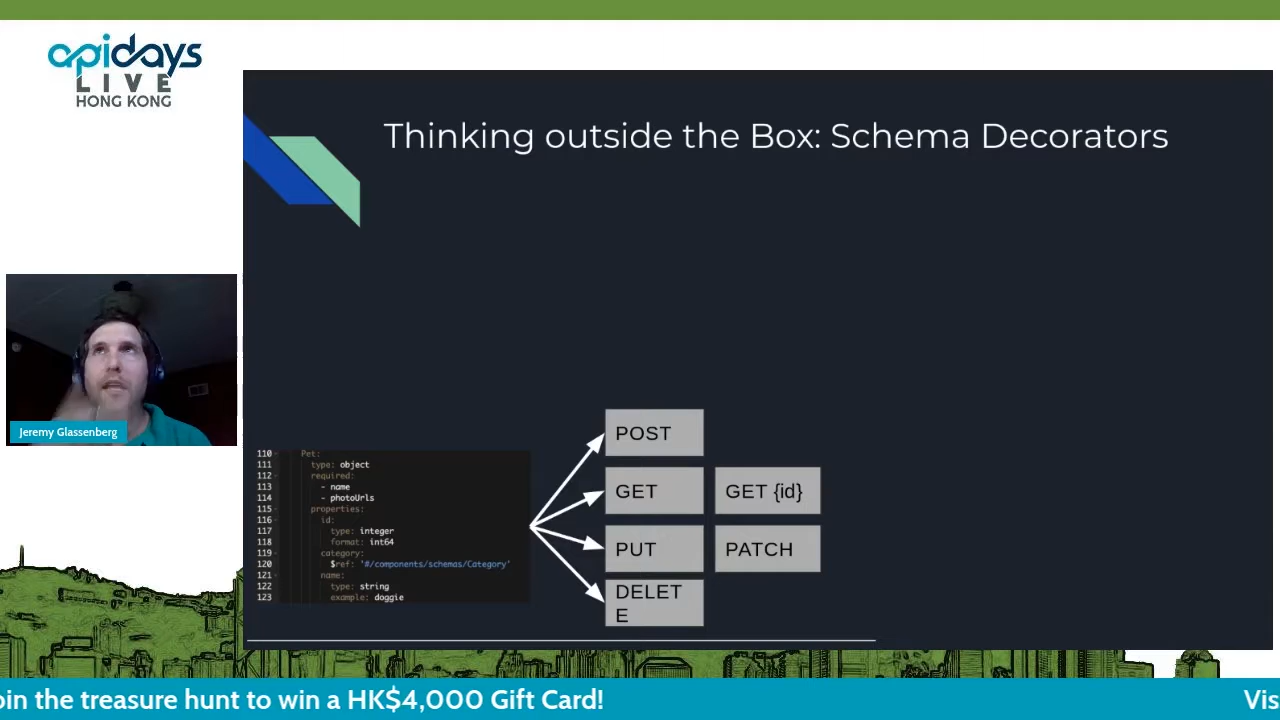 apidays
LIVE
HONG KONG
Thinking outside the Box: Schema Decorators
Jeremy Glassenberg
110 Pet:
111 type: object
112 required:
113 - name
114 - photoUrls
115 properties:
116 id:
117 type: integer
118 format: int64
119 category:
120 $ref: '#/components/schemas/Category'
121 name:
122 type: string
123 example: doggie
POST
GET
GET {id}
PUT
PATCH
DELET
E
oin the treasure hunt to win a HK$4,000 Gift Card!
Vis